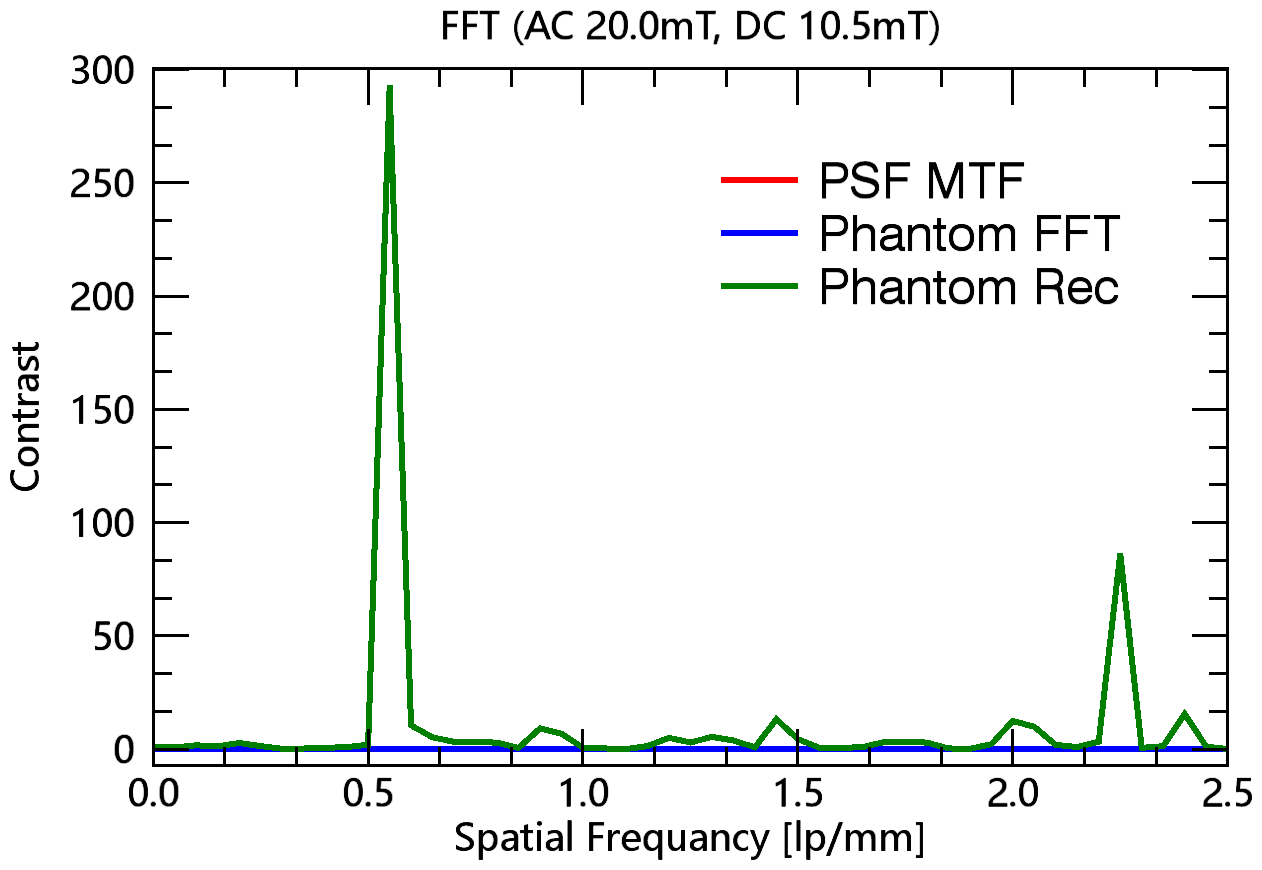 FFT (AC 20.0mT, DC 10.5mT)
300
250
200
150
100
50
0
Contrast
PSF MTF
Phantom FFT
Phantom Rec
0.0 0.5 1.0 1.5 2.0 2.5
Spatial Frequancy [lp/mm]